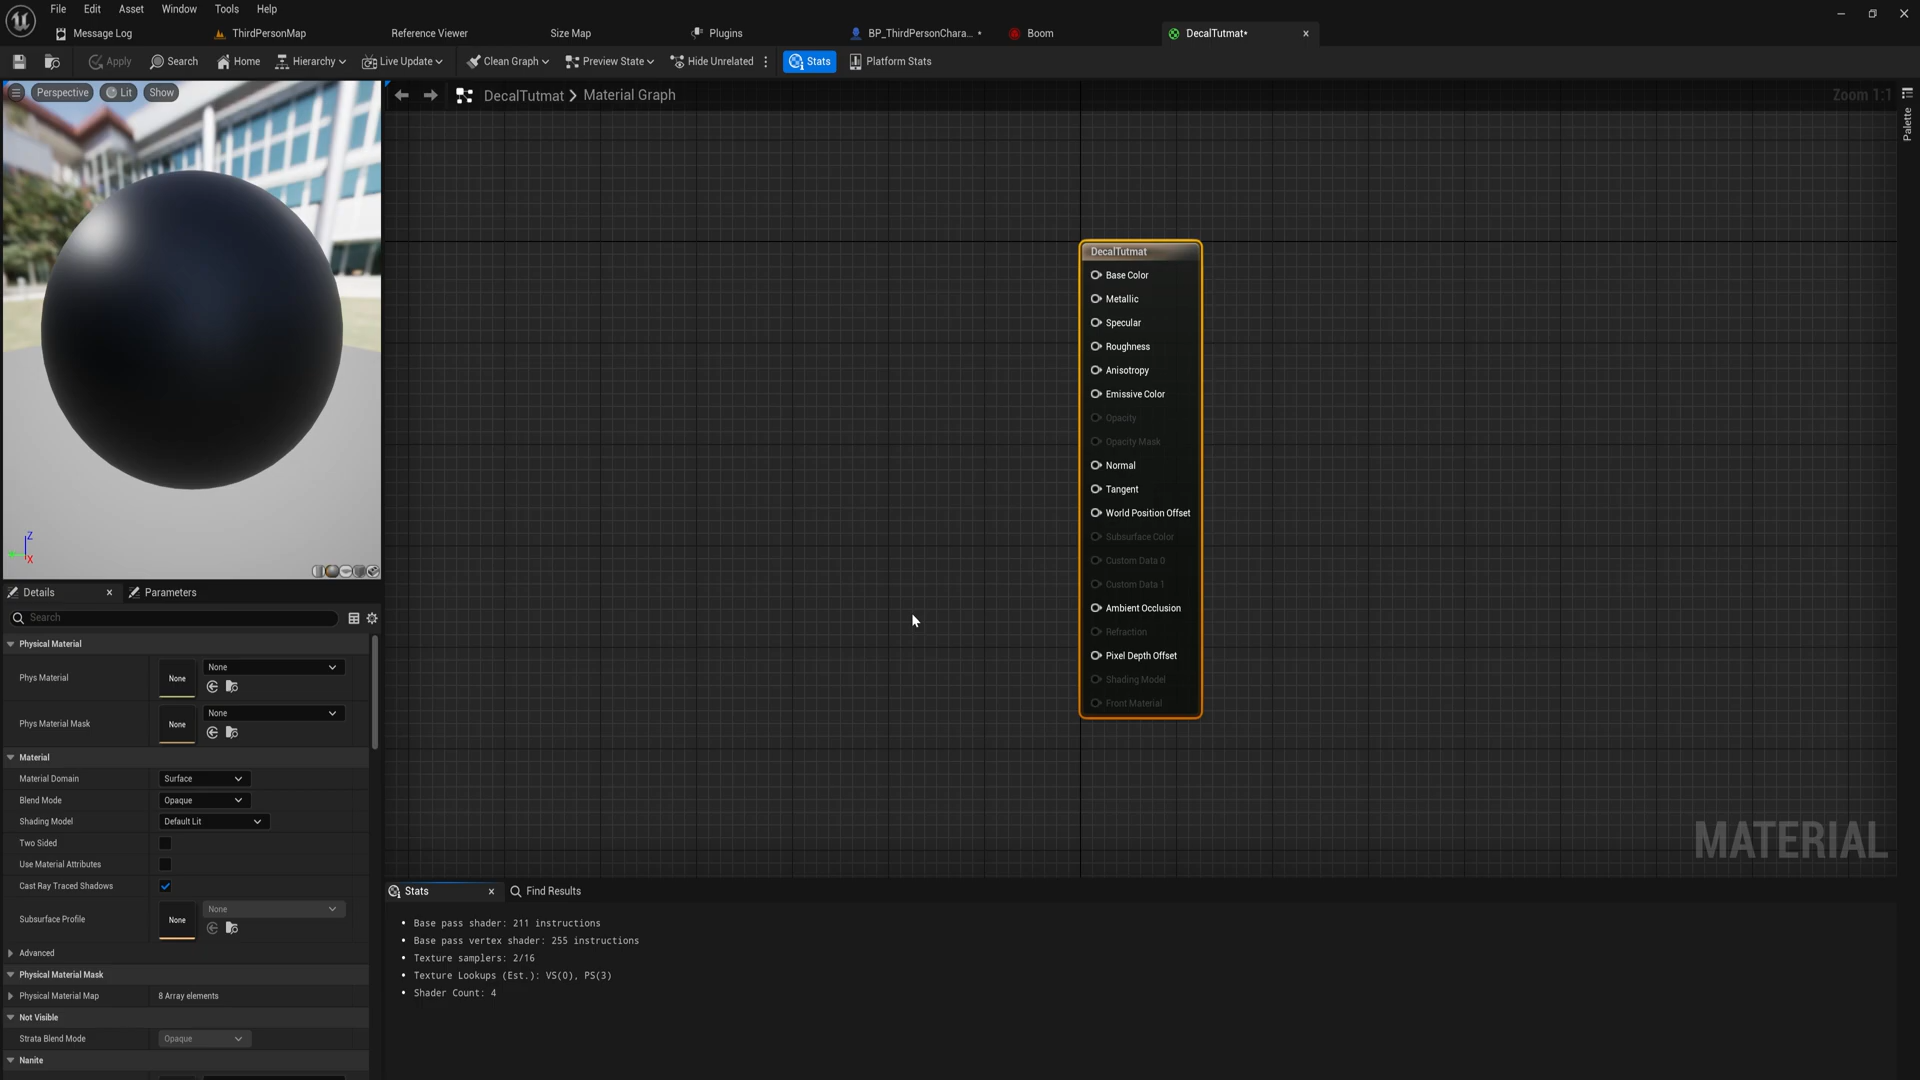 File Edit Asset Window Tools Help
Message Log ThirdPersonMap Reference Viewer Size Map Plugins BP_ThirdPersonChara... * Boom DecalTutmat*
Apply Search Home Hierarchy Live Update Clean Graph Preview State Hide Unrelated Stats Platform Stats
Perspective Lit Show
DecalTutmat Material Graph
Zoom 1:1
Palette
DecalTutmat
Base Color
Metallic
Specular
Roughness
Anisotropy
Emissive Color
Opacity
Opacity Mask
Normal
Tangent
World Position Offset
Subsurface Color
Custom Data 0
Custom Data 1
Ambient Occlusion
Refraction
Pixel Depth Offset
Shading Model
Front Material
MATERIAL
Z
X
Details Parameters
Search
Physical Material
Phys Material None None
Phys Material Mask None None
Material
Material Domain Surface
Blend Mode Opaque
Shading Model Default Lit
Two Sided
Use Material Attributes
Cast Ray Traced Shadows
Subsurface Profile None None
Advanced
Physical Material Mask
Physical Material Map 8 Array elements
Not Visible
Strata Blend Mode Opaque
Nanite
Stats Find Results
• Base pass shader: 211 instructions
• Base pass vertex shader: 255 instructions
• Texture samplers: 2/16
• Texture Lookups (Est.): VS(0), PS(3)
• Shader Count: 4